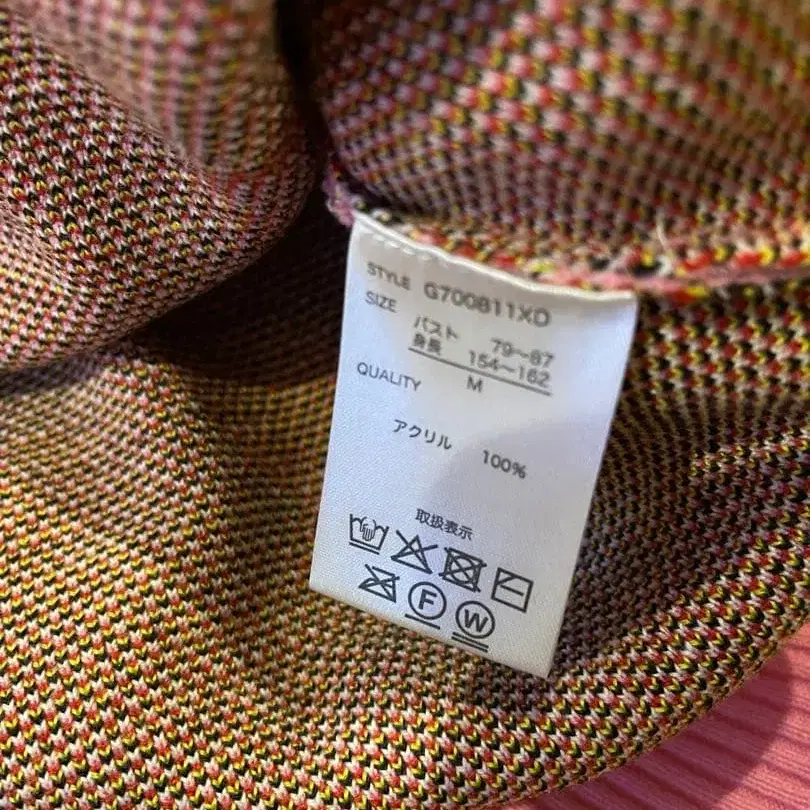 STYLE G700811XD
SIZE
バスト 79~87
身長 154~162
M
QUALITY
アクリル 100%
取扱表示
F W